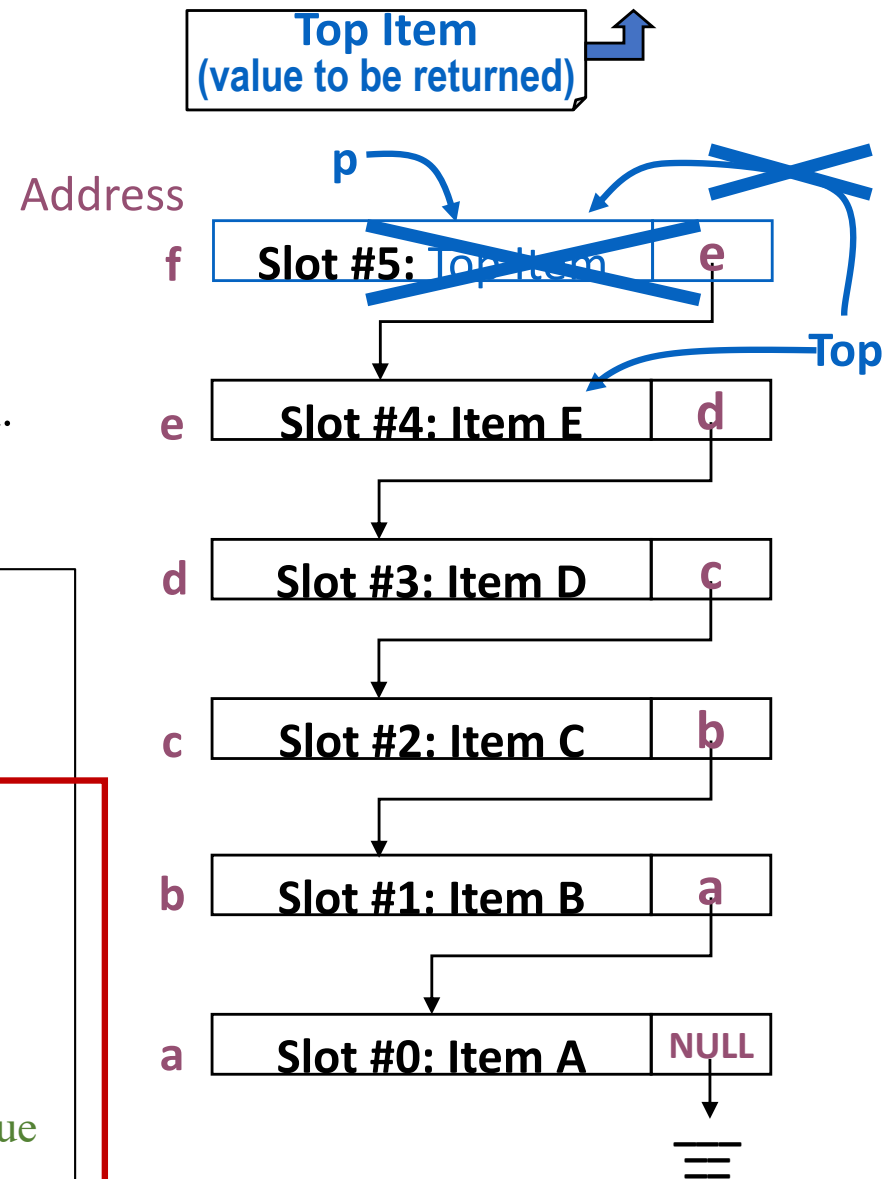 Top Item
(value to be returned)
p
Address
f Slot #5: Top Item e
Top
.
e Slot #4: Item E d
d Slot #3: Item D c
c Slot #2: Item C b
b Slot #1: Item B a
a Slot #0: Item A NULL
ue